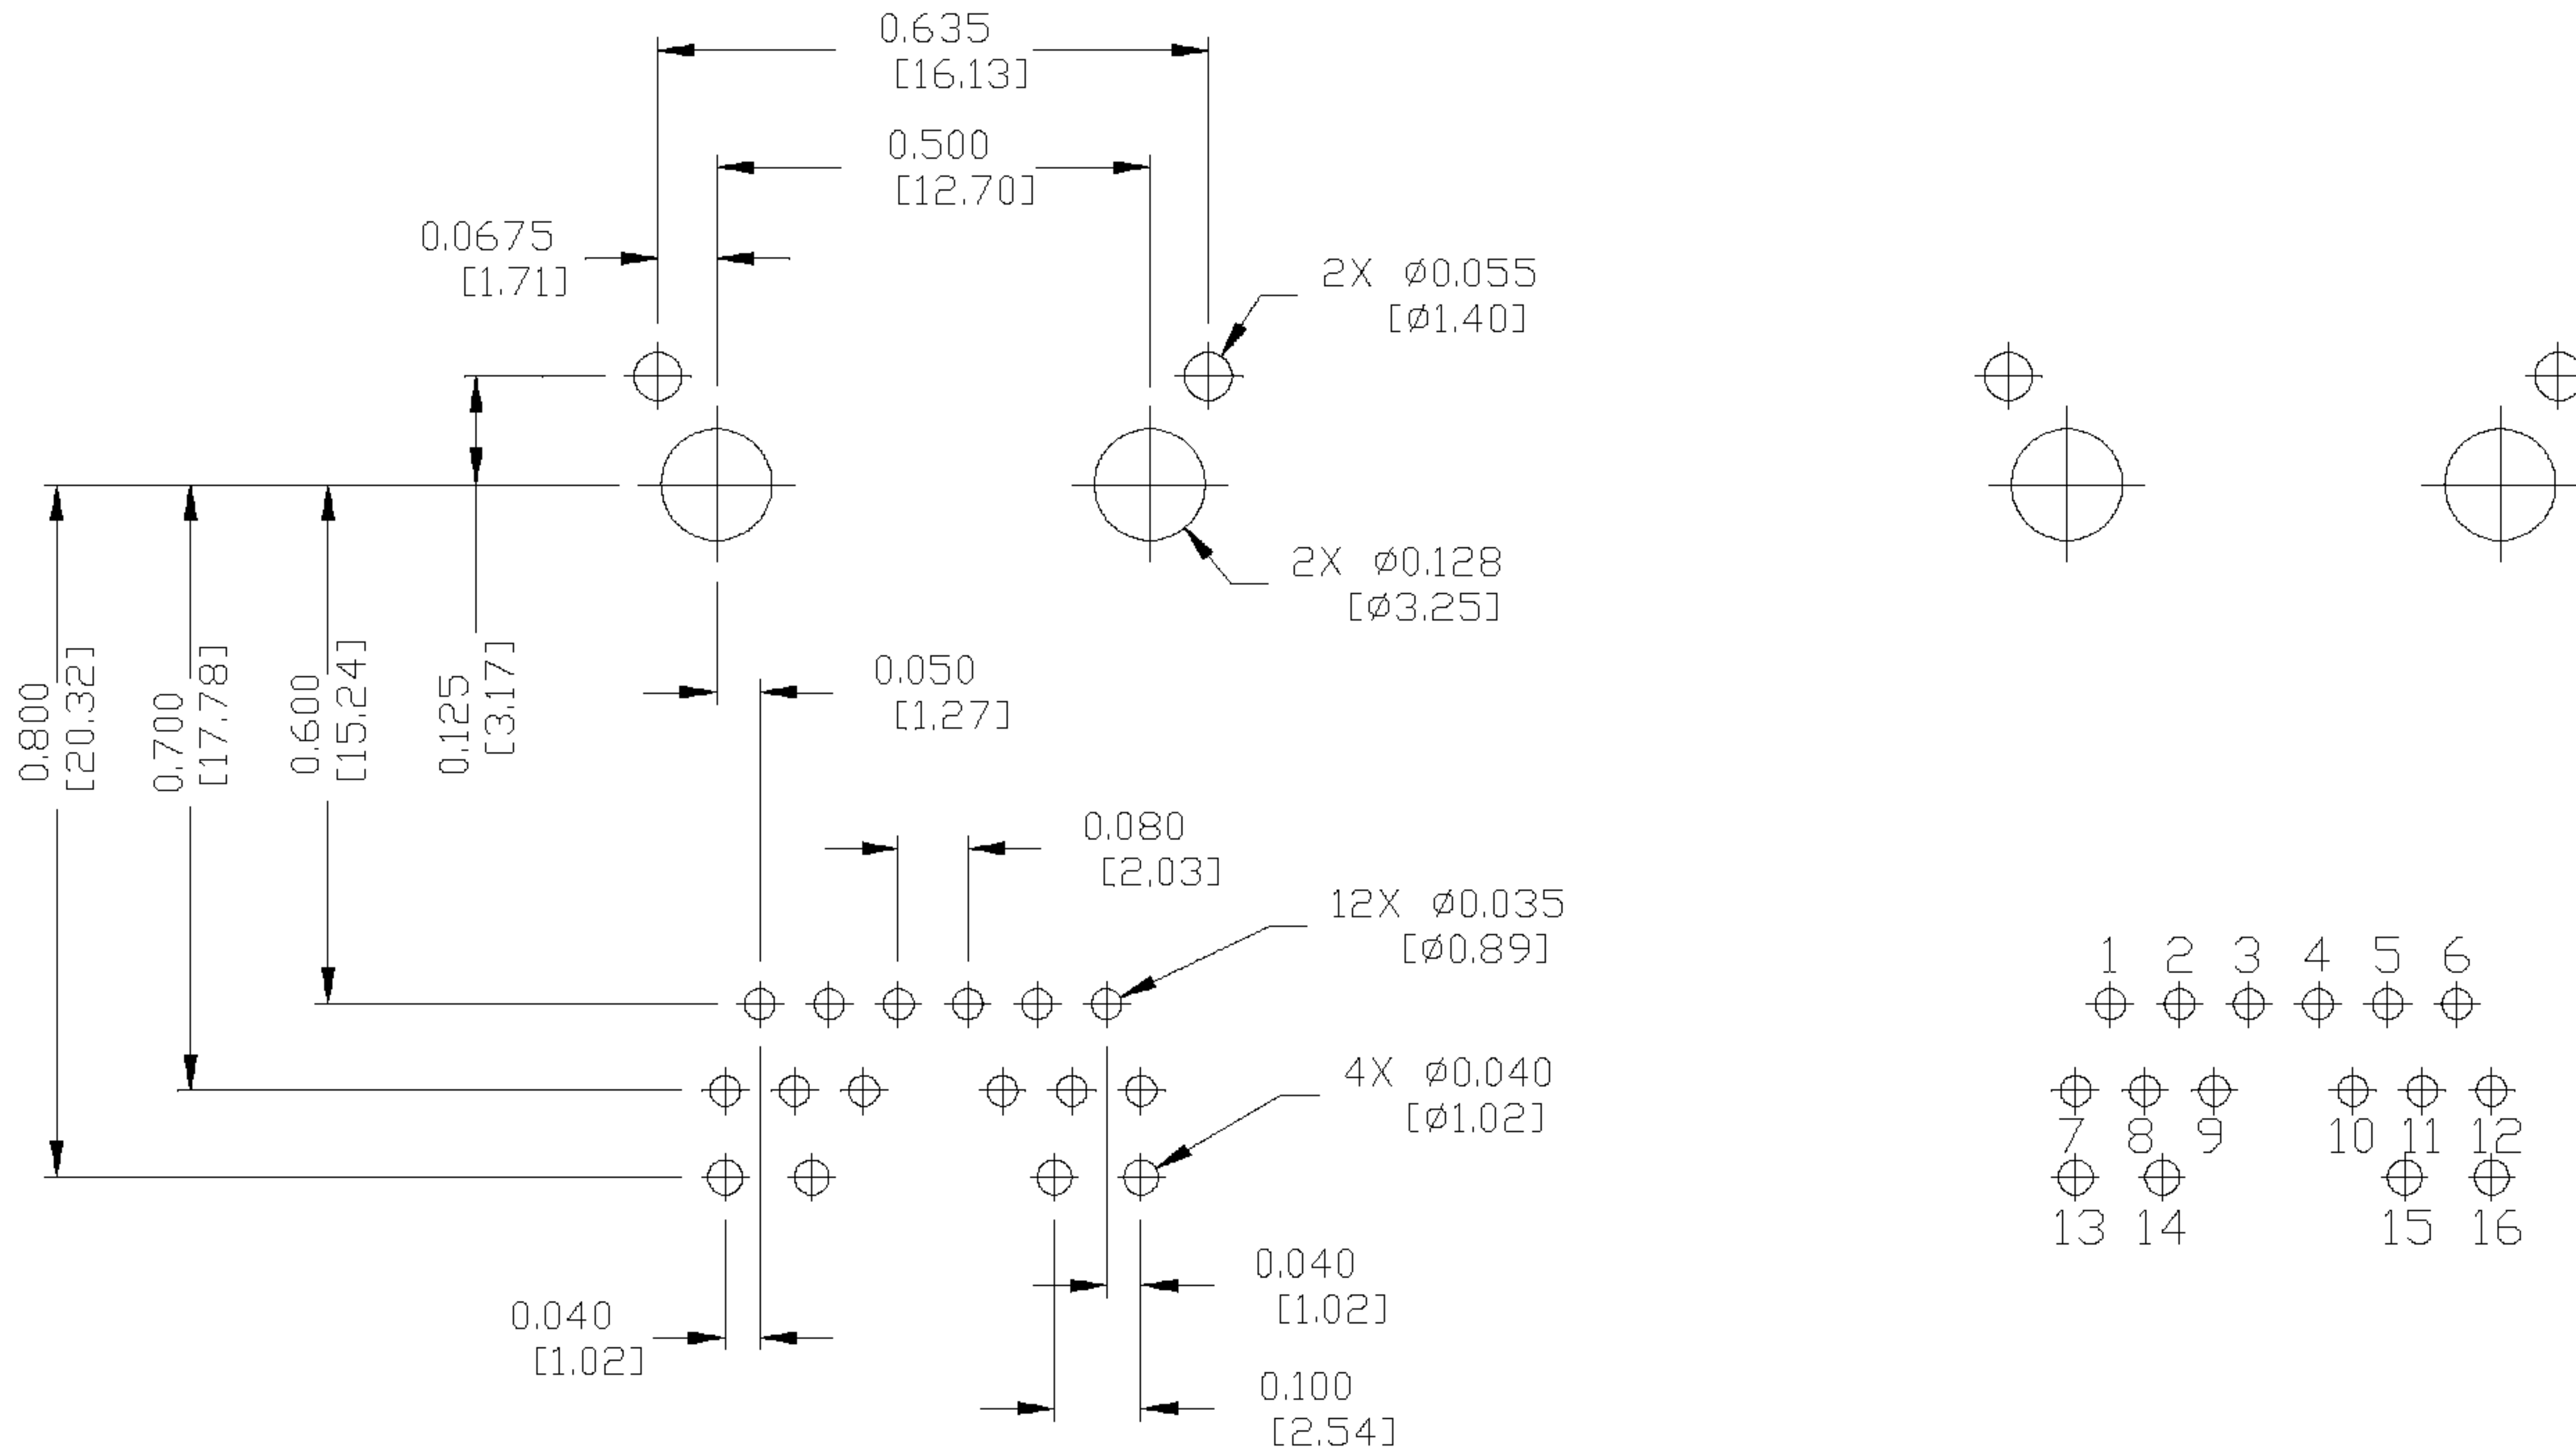 0.635
[16.13]
0.500
[12.70]
0.0675
[1.71]
2X ø0.055
[ø1.40]
2X ø0.128
[ø3.25]
0.800
[20.32]
0.700
[17.78]
0.600
[15.24]
0.125
[3.17]
0.050
[1.27]
0.080
[2.03]
12X ø0.035
[ø0.89]
4X ø0.040
[ø1.02]
0.040
[1.02]
0.040
[1.02]
0.100
[2.54]
1 2 3 4 5 6
7 8 9 10 11 12
13 14 15 16